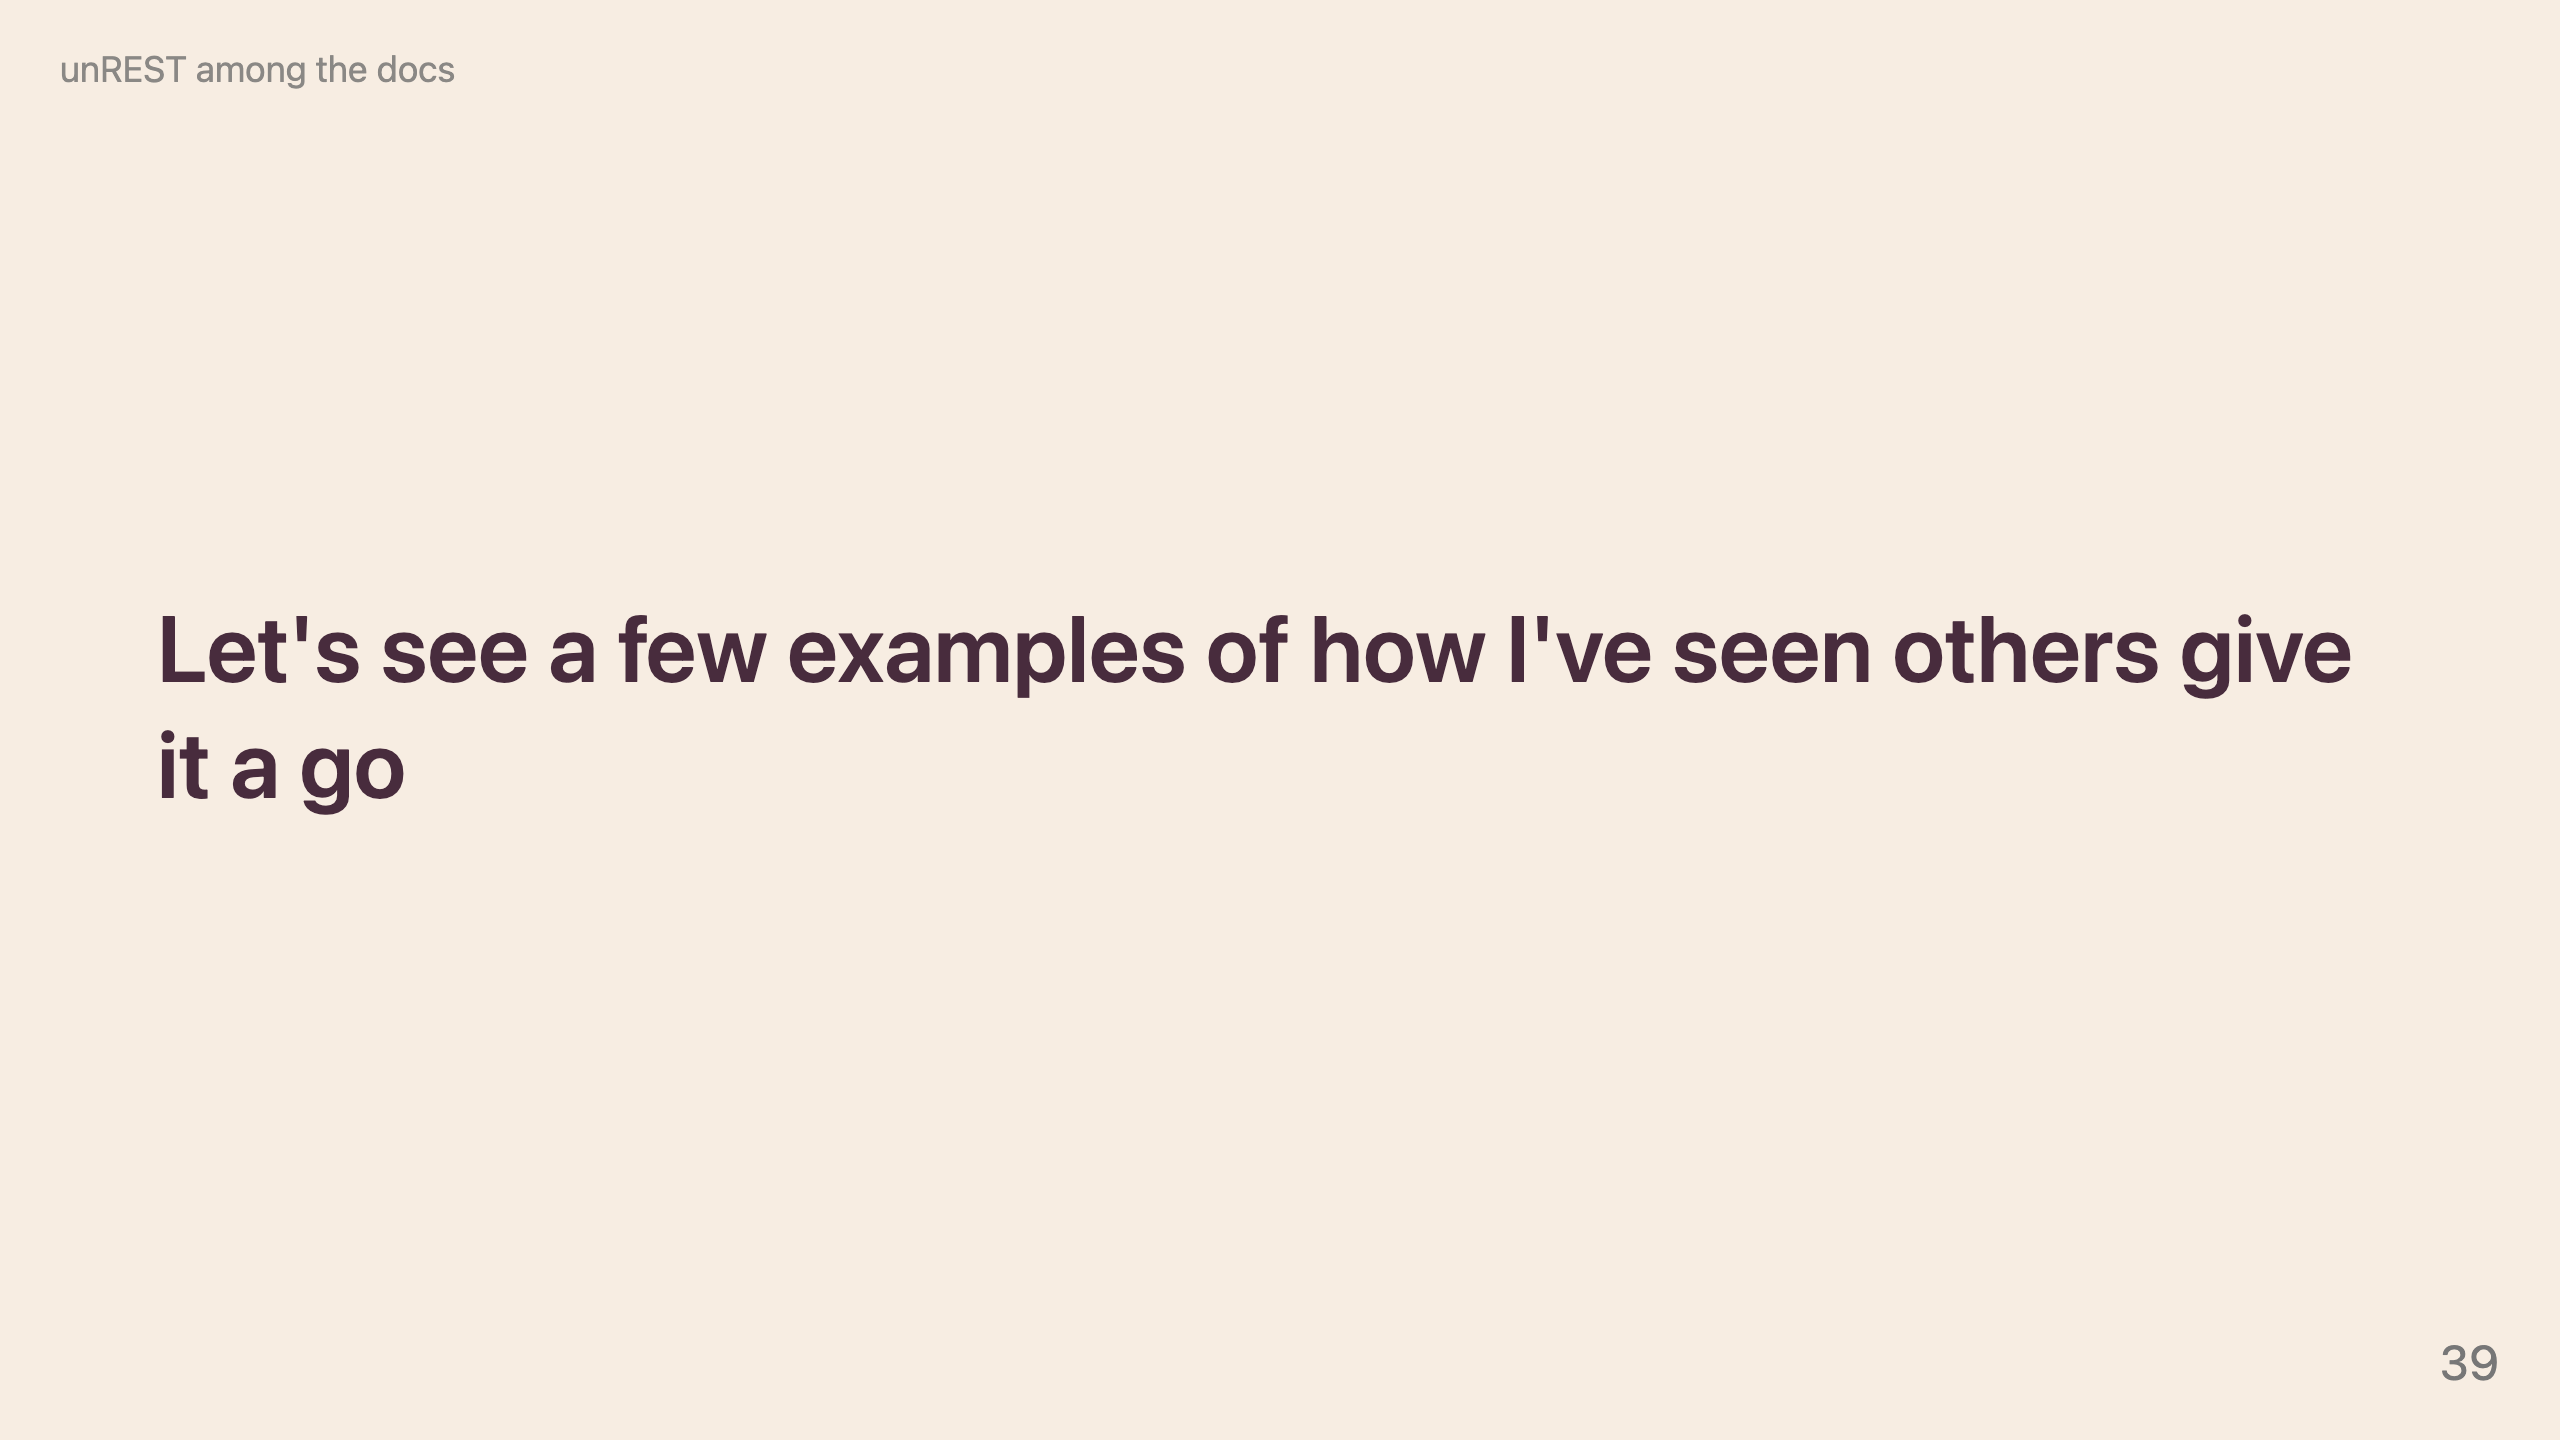 unREST among the docs
Let's see a few examples of how I've seen others give
it a go
39